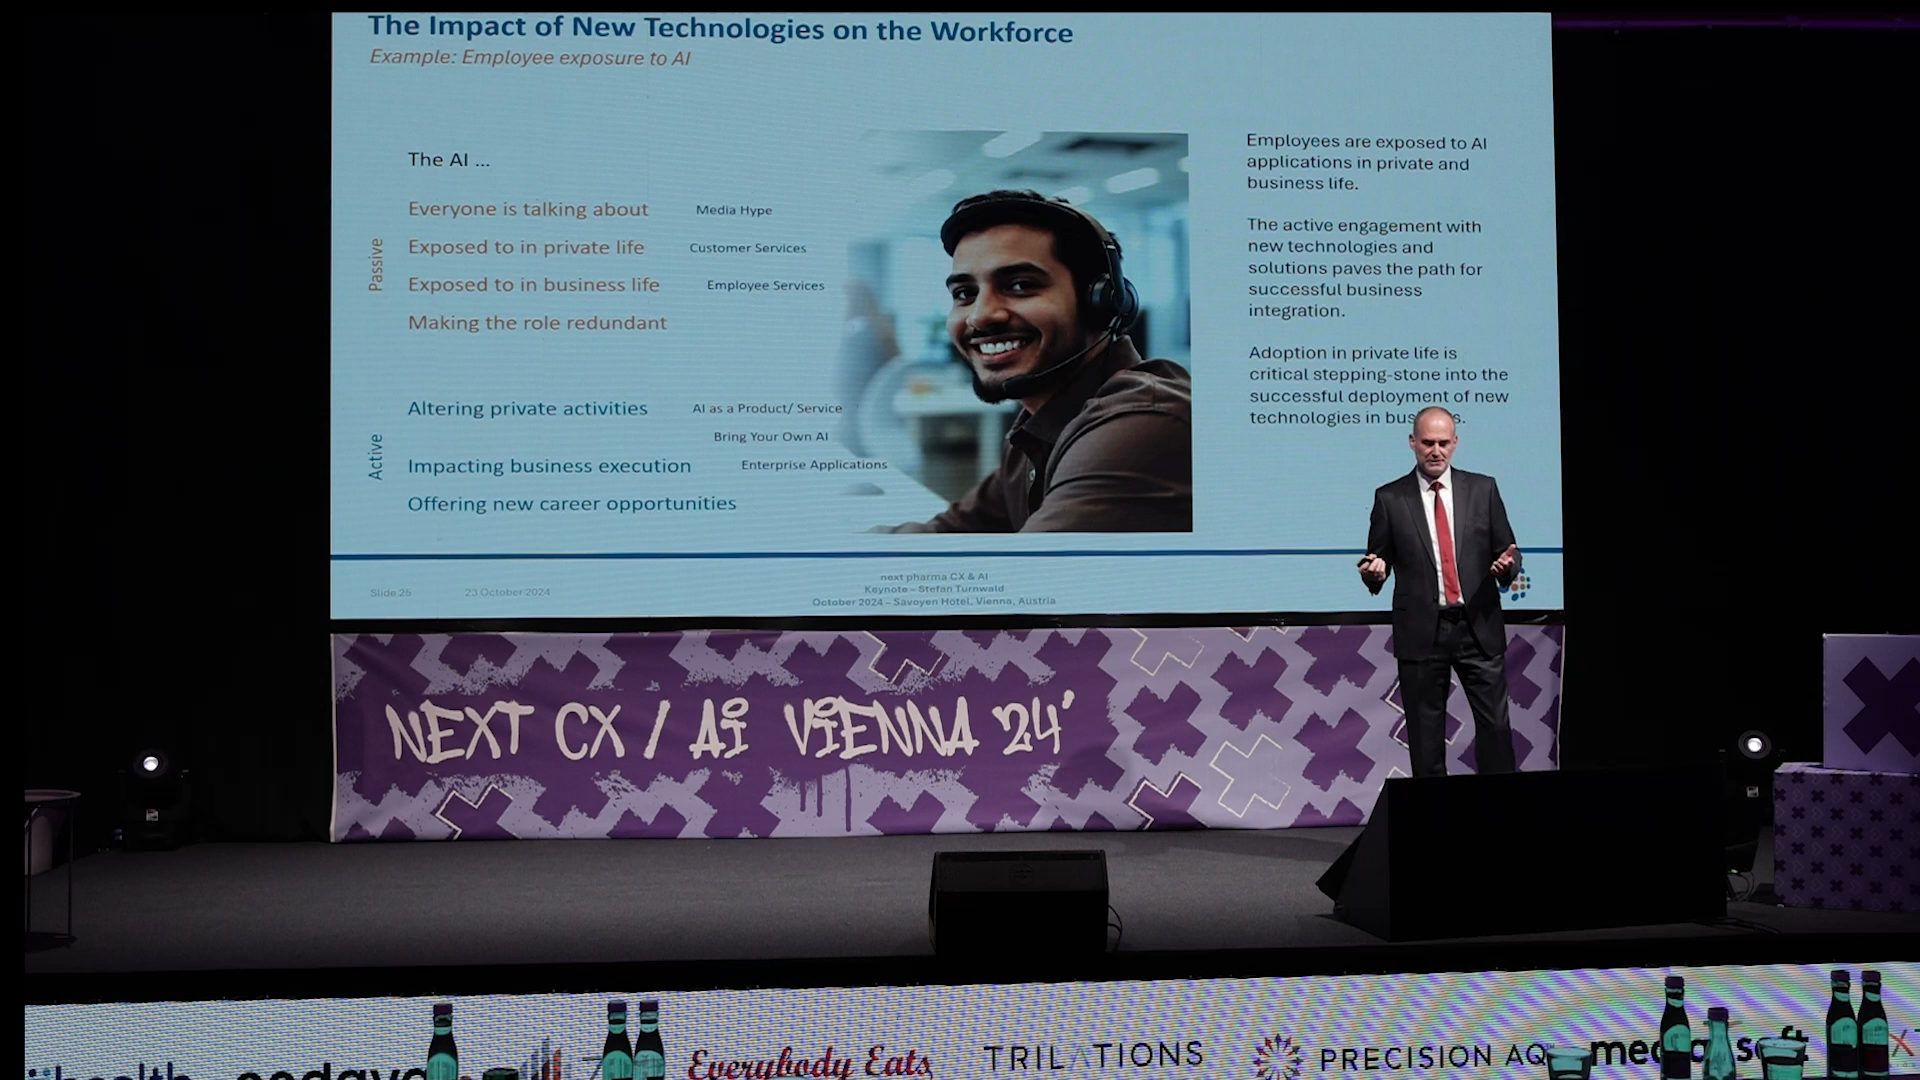 The Impact of New Technologies on the Workforce
Example: Employee exposure to AI
The AI ...
Passive
Everyone is talking about
Media Hype
Exposed to in private life
Customer Services
Exposed to in business life
Employee Services
Making the role redundant
Active
Altering private activities
AI as a Product/ Service
Bring Your Own AI
Impacting business execution
Enterprise Applications
Offering new career opportunities
Employees are exposed to AI
applications in private and
business life.
The active engagement with
new technologies and
solutions paves the path for
successful business
integration.
Adoption in private life is
critical stepping-stone into the
successful deployment of new
technologies in bus s.
Slide 25
23 October 2024
next pharma CX & AI
Keynote – Stefan Turnwald
October 2024 – Savoyen Hotel, Vienna, Austria
NEXT CX / Ai ViENNA '24'
Everybody Eats
TRILATIONS
PRECISION AQ